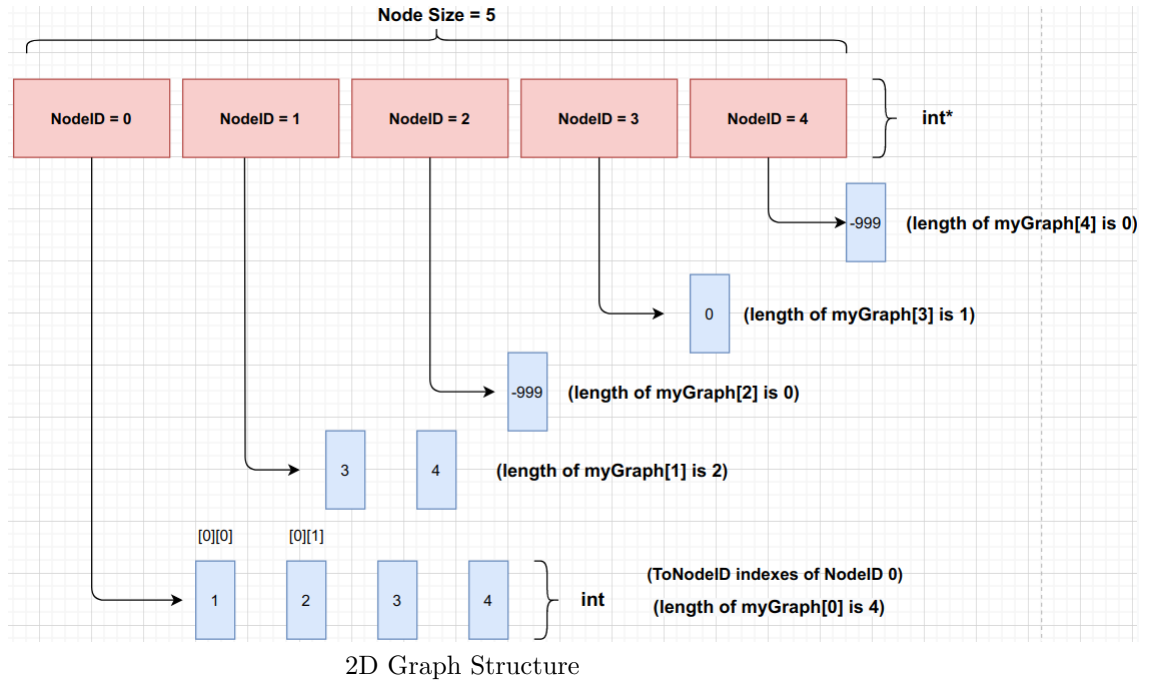 Node Size = 5
NodeID = 0
NodeID = 1
NodeID = 2
NodeID = 3
NodeID = 4
int*
-999
(length of myGraph[4] is 0)
0
(length of myGraph[3] is 1)
-999
(length of myGraph[2] is 0)
3
4
(length of myGraph[1] is 2)
[0][0]
[0][1]
1
2
3
4
int
(ToNodeID indexes of NodeID 0)
(length of myGraph[0] is 4)
2D Graph Structure